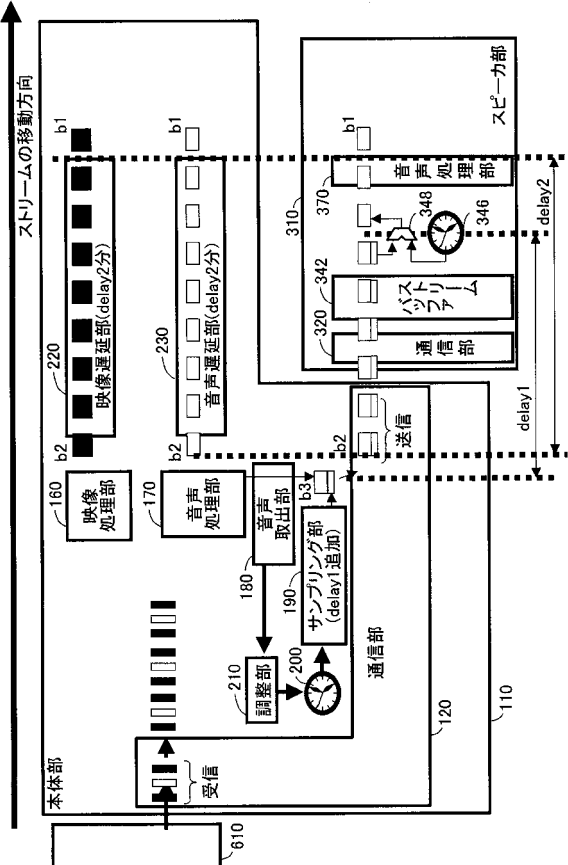 ストリームの移動方向
610
本体部
110
受信
通信部
120
160
映像
処理部
220
映像遅延部(delay2分)
b2
b1
170
音声
処理部
230
音声遅延部(delay2分)
b2
b1
180
音声
取出部
210
調整部
200
190
サンプリング部
(delay1追加)
b3
b2
送信
310
スピーカ部
320
通信部
342
ストリーム
バッファ
348
346
370
音声処理部
b1
delay1
delay2